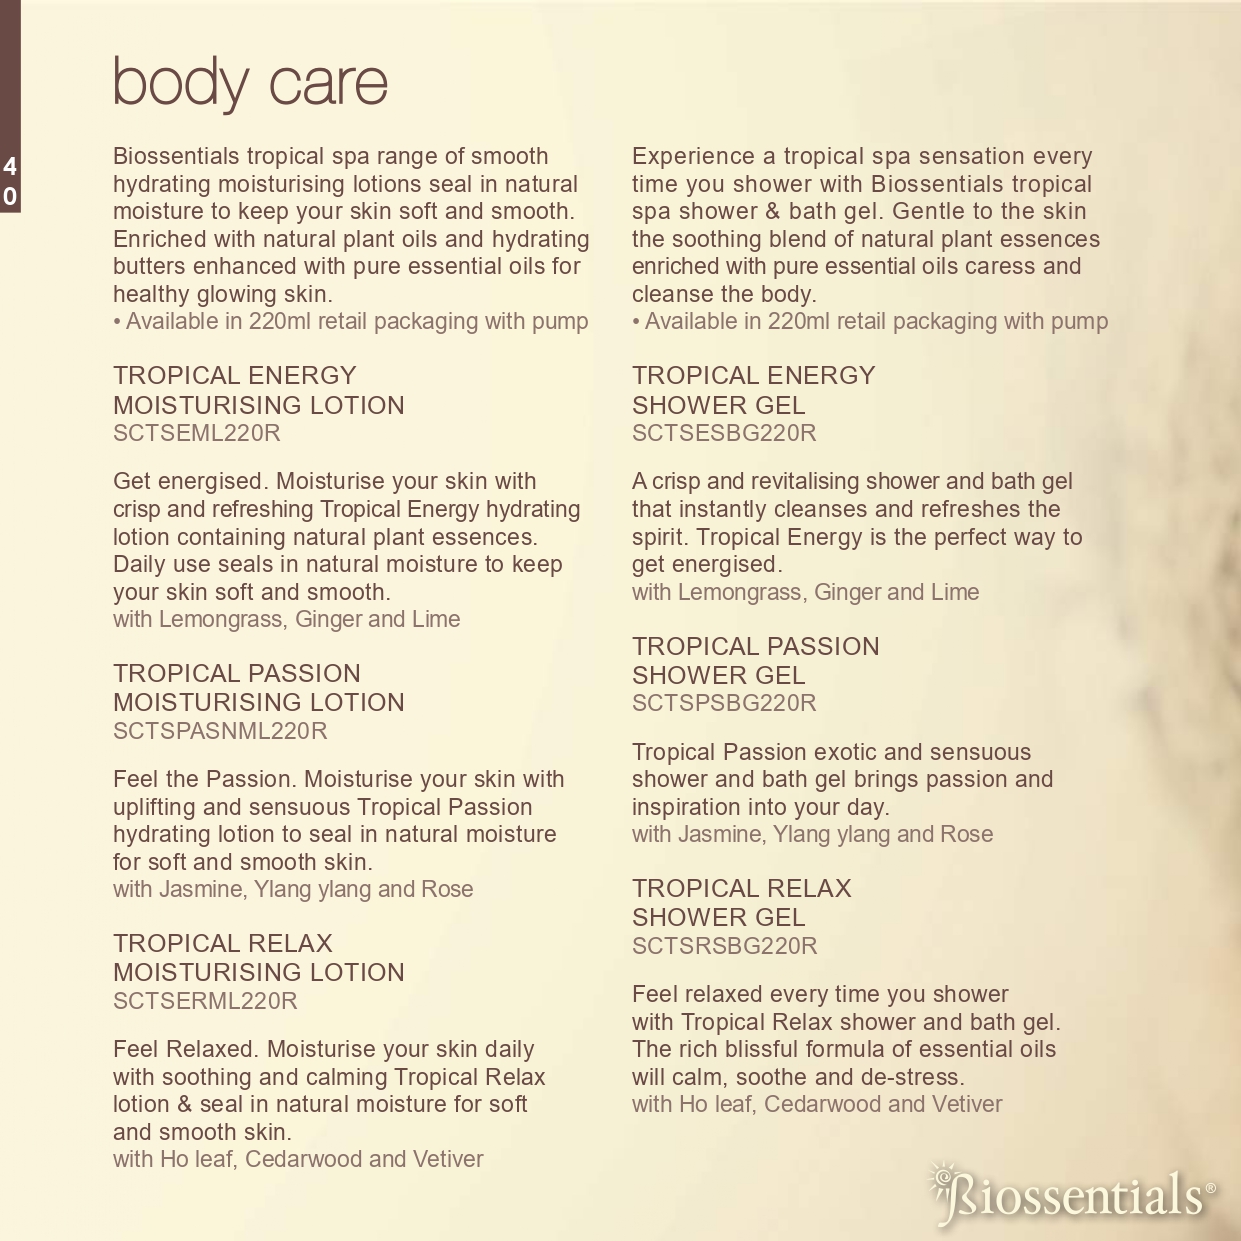 body care
4
0
Biossentials tropical spa range of smooth
hydrating moisturising lotions seal in natural
moisture to keep your skin soft and smooth.
Enriched with natural plant oils and hydrating
butters enhanced with pure essential oils for
healthy glowing skin.
• Available in 220ml retail packaging with pump
TROPICAL ENERGY
MOISTURISING LOTION
SCTSEML220R
Get energised. Moisturise your skin with
crisp and refreshing Tropical Energy hydrating
lotion containing natural plant essences.
Daily use seals in natural moisture to keep
your skin soft and smooth.
with Lemongrass, Ginger and Lime
TROPICAL PASSION
MOISTURISING LOTION
SCTSPASNML220R
Feel the Passion. Moisturise your skin with
uplifting and sensuous Tropical Passion
hydrating lotion to seal in natural moisture
for soft and smooth skin.
with Jasmine, Ylang ylang and Rose
TROPICAL RELAX
MOISTURISING LOTION
SCTSERML220R
Feel Relaxed. Moisturise your skin daily
with soothing and calming Tropical Relax
lotion & seal in natural moisture for soft
and smooth skin.
with Ho leaf, Cedarwood and Vetiver
Experience a tropical spa sensation every
time you shower with Biossentials tropical
spa shower & bath gel. Gentle to the skin
the soothing blend of natural plant essences
enriched with pure essential oils caress and
cleanse the body.
• Available in 220ml retail packaging with pump
TROPICAL ENERGY
SHOWER GEL
SCTSESBG220R
A crisp and revitalising shower and bath gel
that instantly cleanses and refreshes the
spirit. Tropical Energy is the perfect way to
get energised.
with Lemongrass, Ginger and Lime
TROPICAL PASSION
SHOWER GEL
SCTSPSBG220R
Tropical Passion exotic and sensuous
shower and bath gel brings passion and
inspiration into your day.
with Jasmine, Ylang ylang and Rose
TROPICAL RELAX
SHOWER GEL
SCTSRSBG220R
Feel relaxed every time you shower
with Tropical Relax shower and bath gel.
The rich blissful formula of essential oils
will calm, soothe and de-stress.
with Ho leaf, Cedarwood and Vetiver
Biossentials®